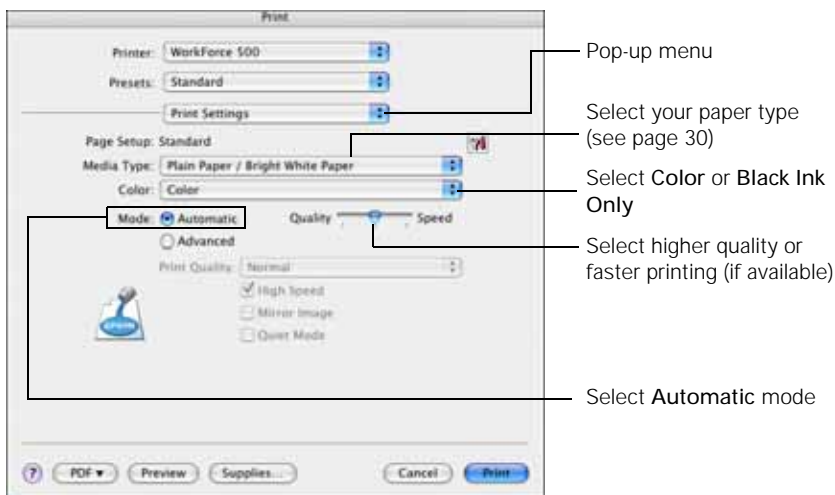 Print
Printer: WorkForce 500
Presets: Standard
Print Settings
Page Setup: Standard
Media Type: Plain Paper / Bright White Paper
Color: Color
Mode: Automatic Quality Speed
Advanced
Print Quality: Normal
High Speed
Mirror Image
Quiet Mode
EPSON
? PDF Preview Supplies... Cancel Print
Pop-up menu
Select your paper type
(see page 30)
Select Color or Black Ink
Only
Select higher quality or
faster printing (if available)
Select Automatic mode